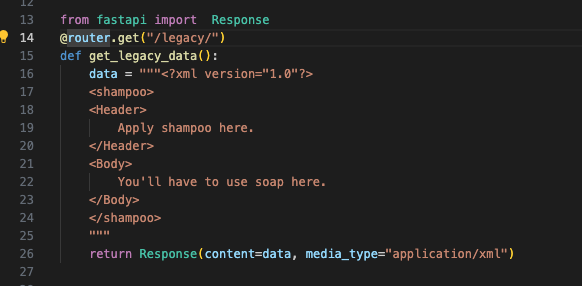 12
13 from fastapi import  Response
14 @router.get("/legacy/")
15 def get_legacy_data():
16     data = """<?xml version="1.0"?>
17     <shampoo>
18     <Header>
19         Apply shampoo here.
20     </Header>
21     <Body>
22         You'll have to use soap here.
23     </Body>
24     </shampoo>
25     """
26     return Response(content=data, media_type="application/xml")
27